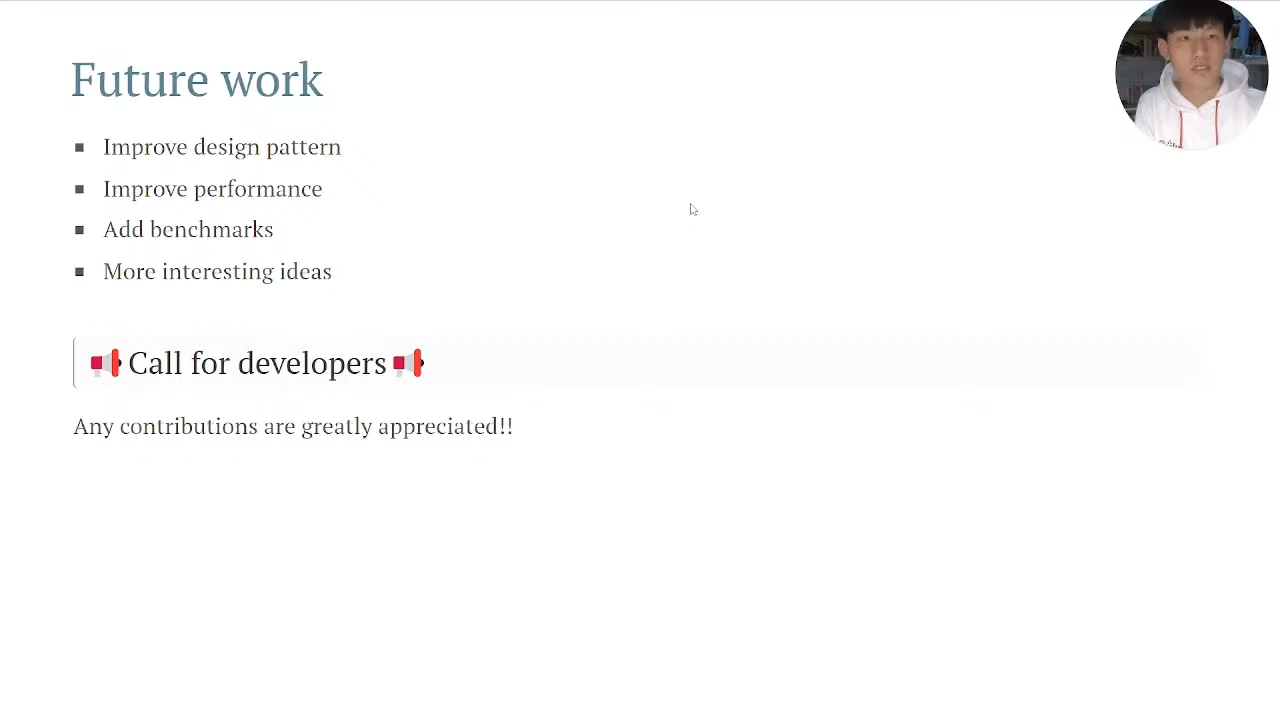 Future work
Improve design pattern
Improve performance
Add benchmarks
More interesting ideas
Call for developers
Any contributions are greatly appreciated!!